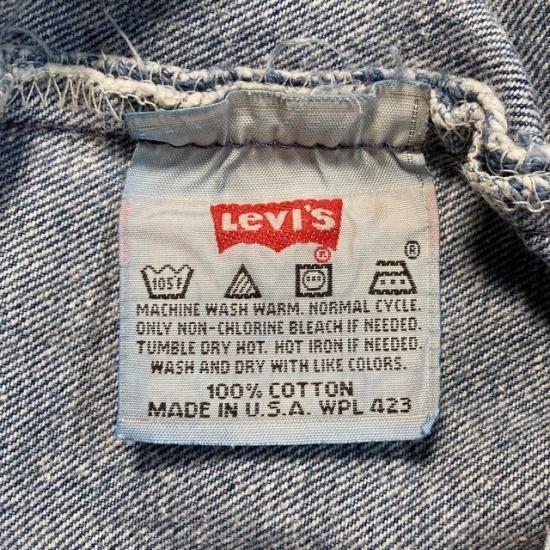 Levi's
®
®
105F
MACHINE WASH WARM. NORMAL CYCLE.
ONLY NON-CHLORINE BLEACH IF NEEDED.
TUMBLE DRY HOT. HOT IRON IF NEEDED.
WASH AND DRY WITH LIKE COLORS.
100% COTTON
MADE IN U.S.A. WPL 423